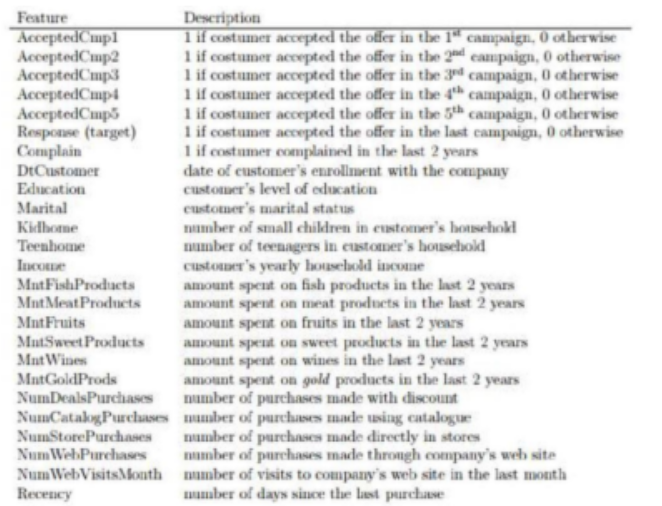 Feature Description
AcceptedCmp1 1 if costumer accepted the offer in the 1st campaign, 0 otherwise
AcceptedCmp2 1 if costumer accepted the offer in the 2nd campaign, 0 otherwise
AcceptedCmp3 1 if costumer accepted the offer in the 3rd campaign, 0 otherwise
AcceptedCmp4 1 if costumer accepted the offer in the 4th campaign, 0 otherwise
AcceptedCmp5 1 if costumer accepted the offer in the 5th campaign, 0 otherwise
Response (target) 1 if costumer accepted the offer in the last campaign, 0 otherwise
Complain 1 if costumer complained in the last 2 years
DtCustomer date of customer's enrollment with the company
Education customer's level of education
Marital customer's marital status
Kidhome number of small children in customer's household
Teenhome number of teenagers in customer's household
Income customer's yearly household income
MntFishProducts amount spent on fish products in the last 2 years
MntMeatProducts amount spent on meat products in the last 2 years
MntFruits amount spent on fruits in the last 2 years
MntSweetProducts amount spent on sweet products in the last 2 years
MntWines amount spent on wines in the last 2 years
MntGoldProds amount spent on gold products in the last 2 years
NumDealsPurchases number of purchases made with discount
NumCatalogPurchases number of purchases made using catalogue
NumStorePurchases number of purchases made directly in stores
NumWebPurchases number of purchases made through company's web site
NumWebVisitsMonth number of visits to company's web site in the last month
Recency number of days since the last purchase